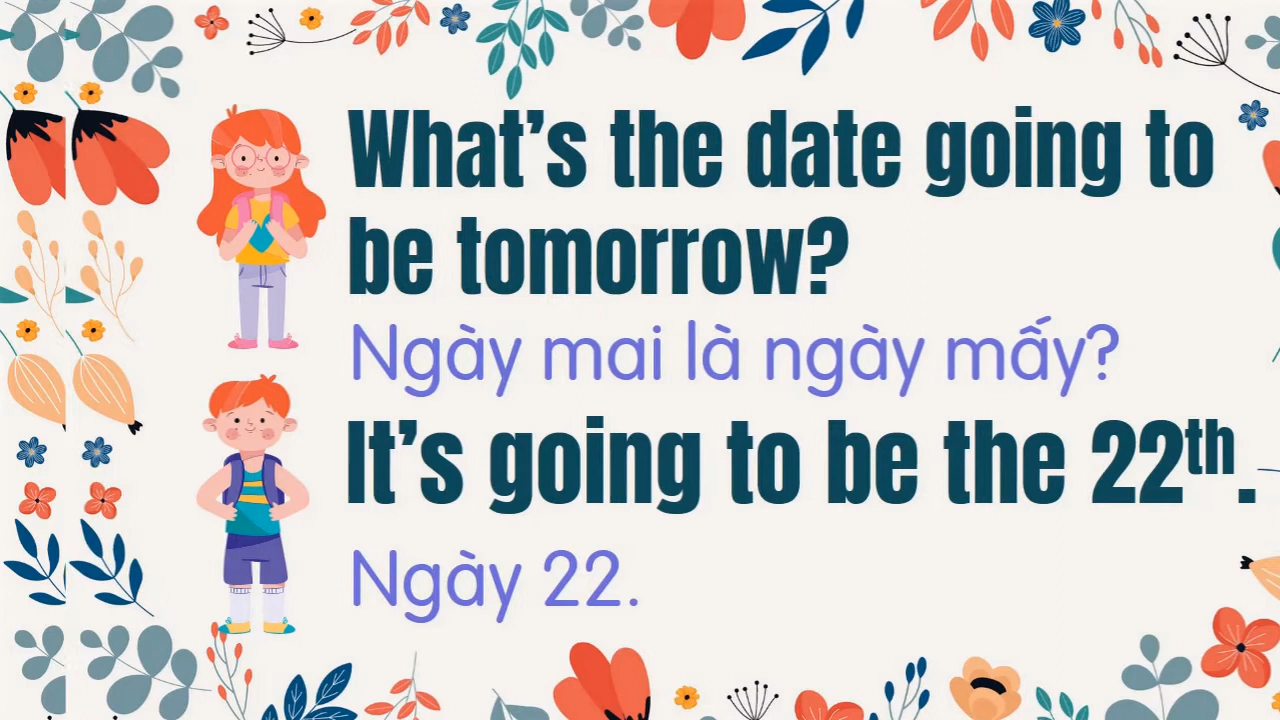 What's the date going to
be tomorrow?
Ngày mai là ngày mấy?
It's going to be the 22th.
Ngày 22.